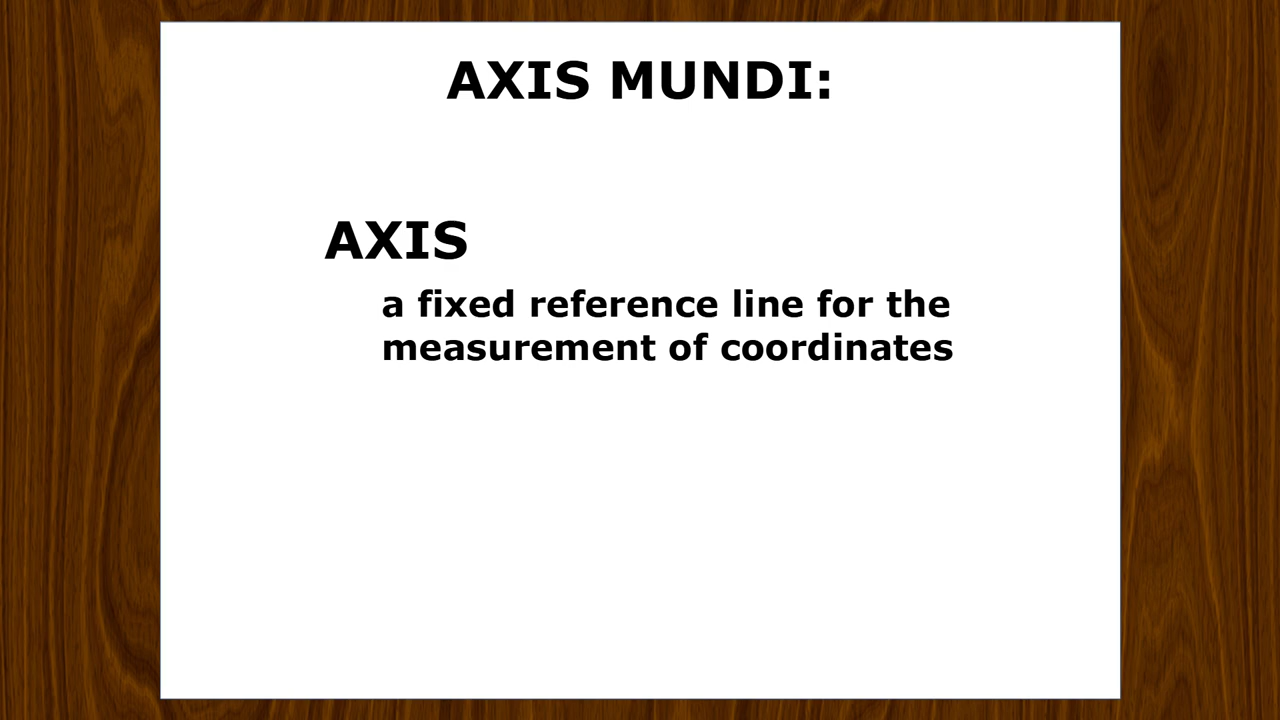 AXIS MUNDI:
AXIS
a fixed reference line for the
measurement of coordinates